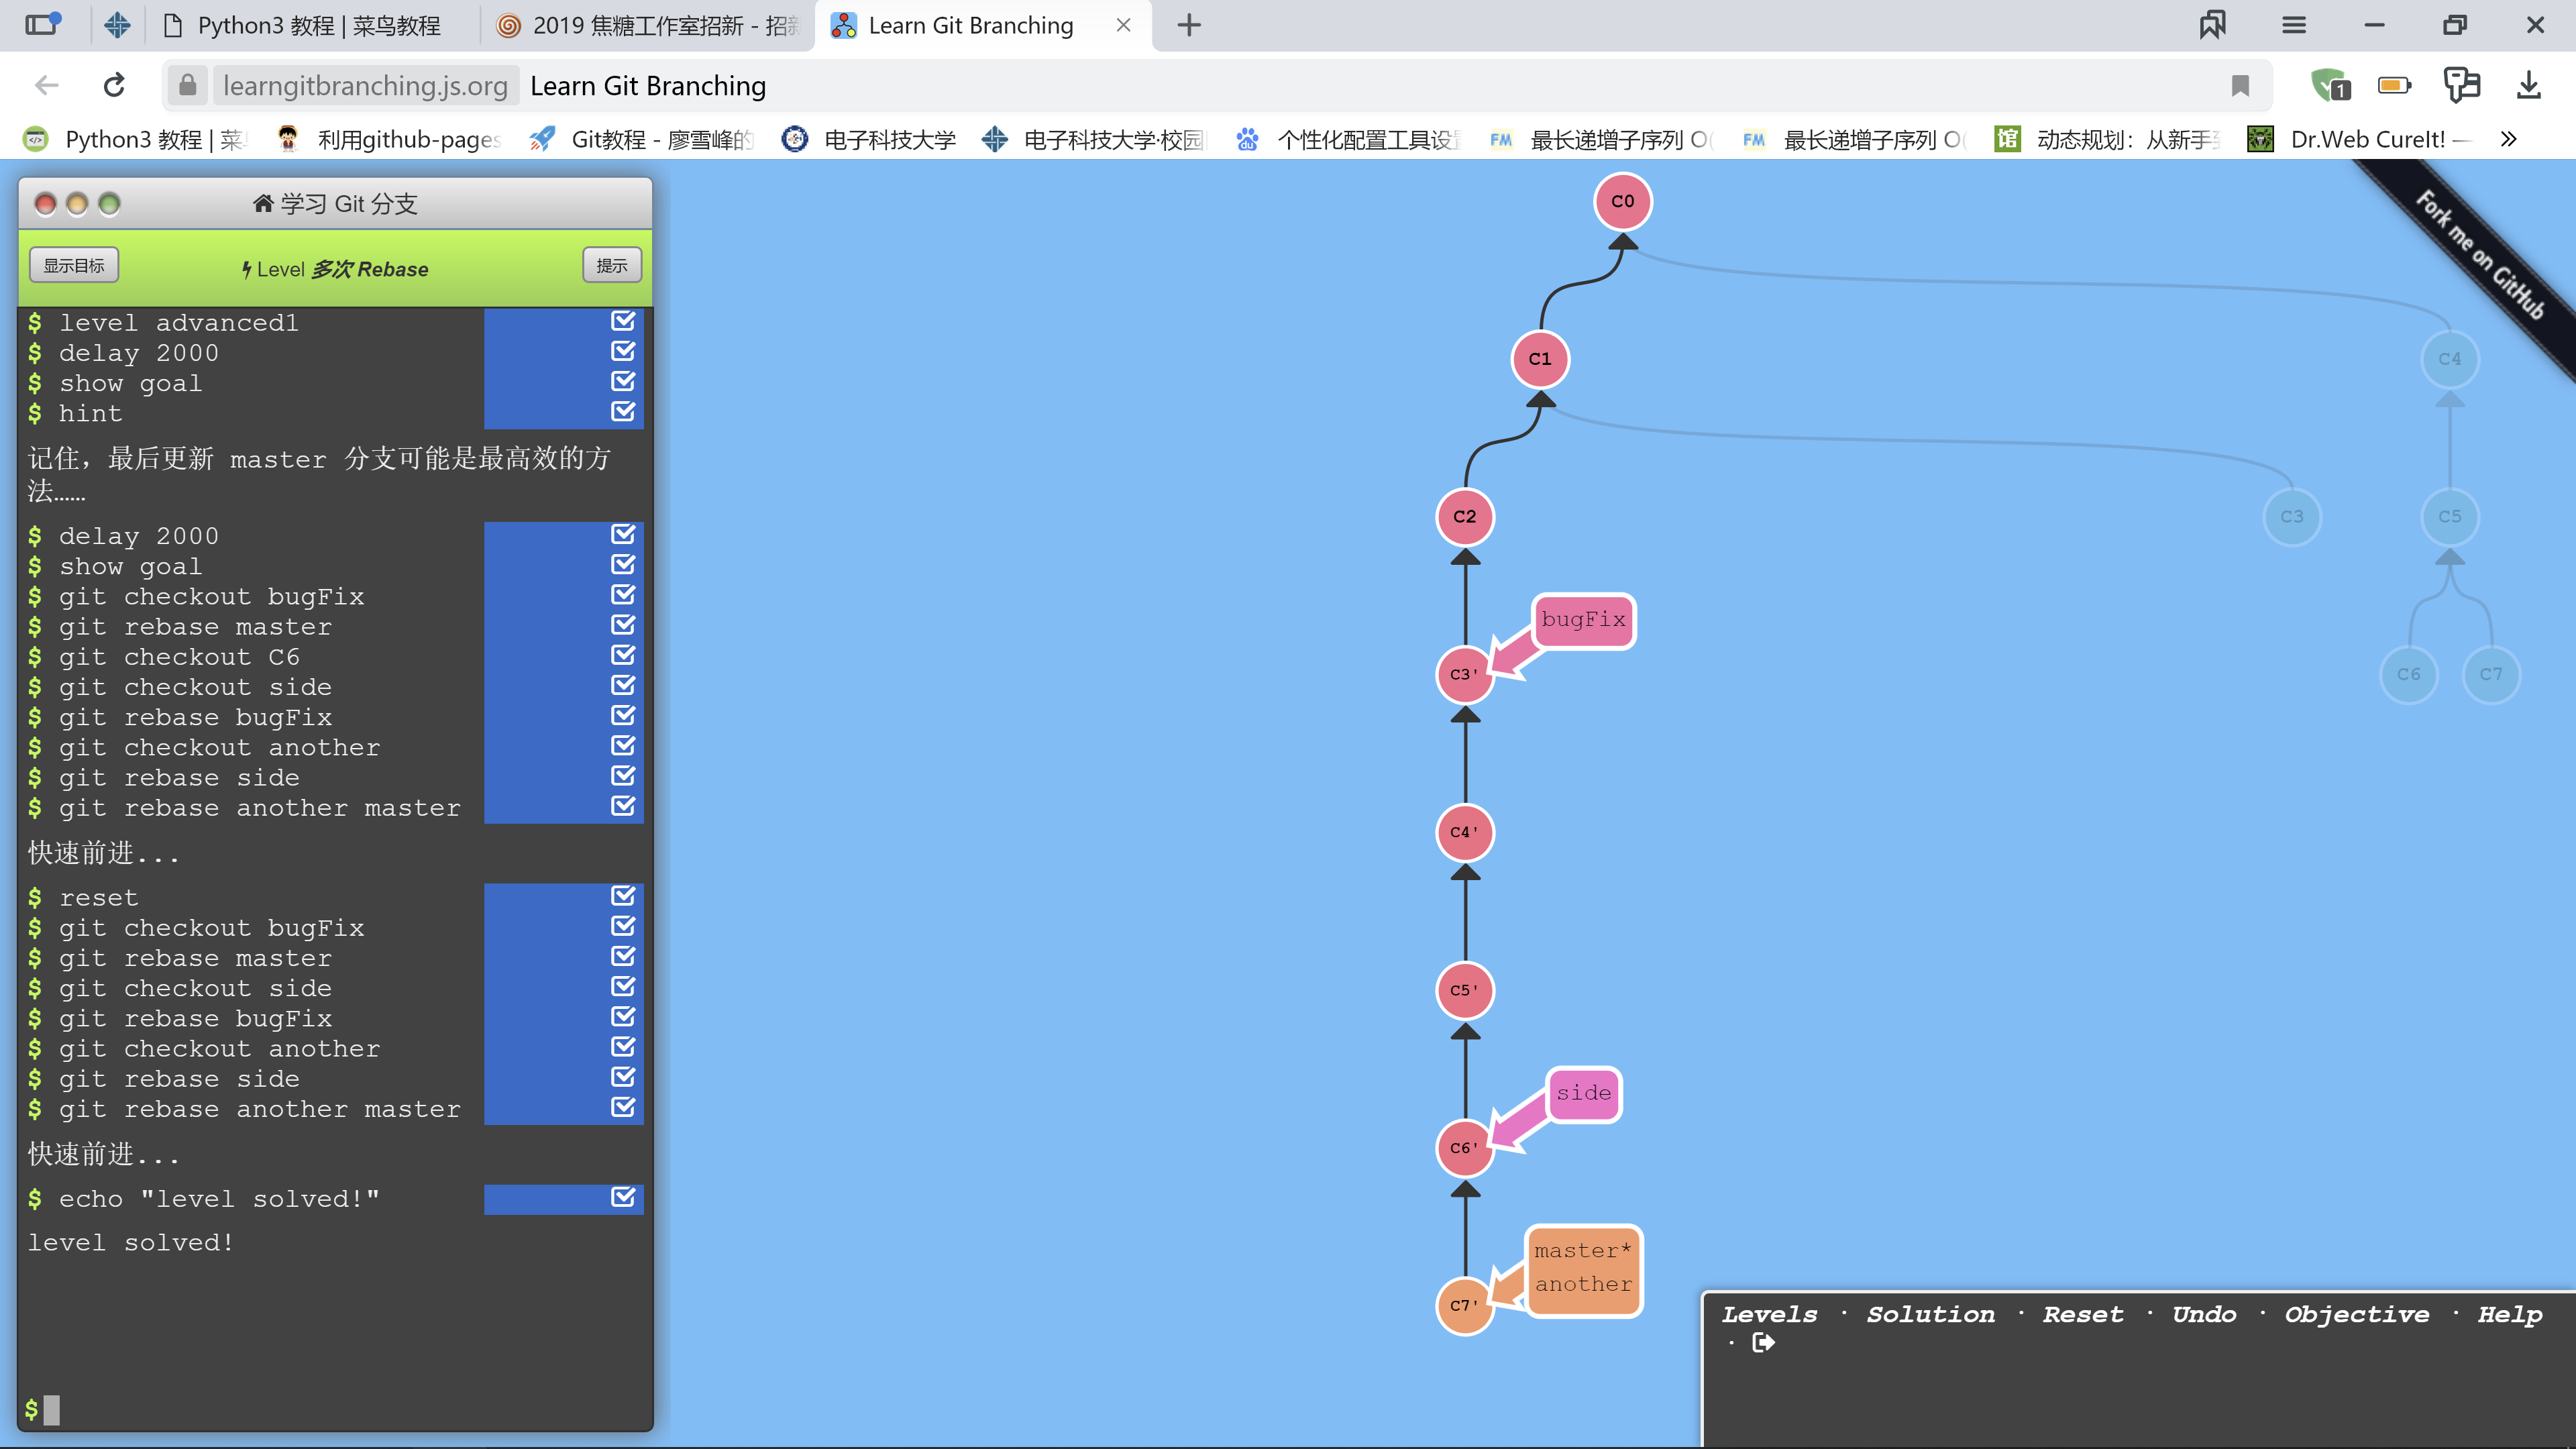 Python3 教程 | 菜鸟教程
2019 焦糖工作室招新 - 招新
Learn Git Branching
learngitbranching.js.org Learn Git Branching
1
Python3 教程 | 菜
利用github-pages
Git教程 - 廖雪峰的
电子科技大学
电子科技大学·校园
个性化配置工具设置
FM 最长递增子序列 O(
FM 最长递增子序列 O(
馆 动态规划：从新手到
Dr.Web CureIt! —
学习 Git 分支
显示目标
Level 多次 Rebase
提示
$ level advanced1
$ delay 2000
$ show goal
$ hint
记住，最后更新 master 分支可能是最高效的方
法……
$ delay 2000
$ show goal
$ git checkout bugFix
$ git rebase master
$ git checkout C6
$ git checkout side
$ git rebase bugFix
$ git checkout another
$ git rebase side
$ git rebase another master
快速前进...
$ reset
$ git checkout bugFix
$ git rebase master
$ git checkout side
$ git rebase bugFix
$ git checkout another
$ git rebase side
$ git rebase another master
快速前进...
$ echo "level solved!"
level solved!
$
C0
C1
C4
C2
C3
C5
bugFix
C3'
C6
C7
C4'
C5'
side
C6'
master*
another
C7'
Fork me on GitHub
Levels · Solution · Reset · Undo · Objective · Help
·